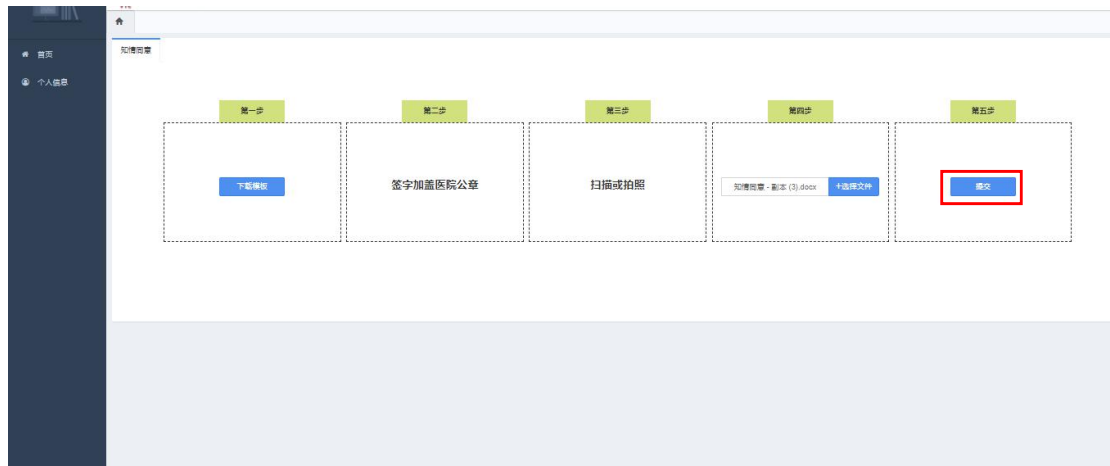 首页
个人信息
知情同意
第一步
第二步
第三步
第四步
第五步
下载模板
签字加盖医院公章
扫描或拍照
知情同意 - 副本 (3).docx
+选择文件
提交